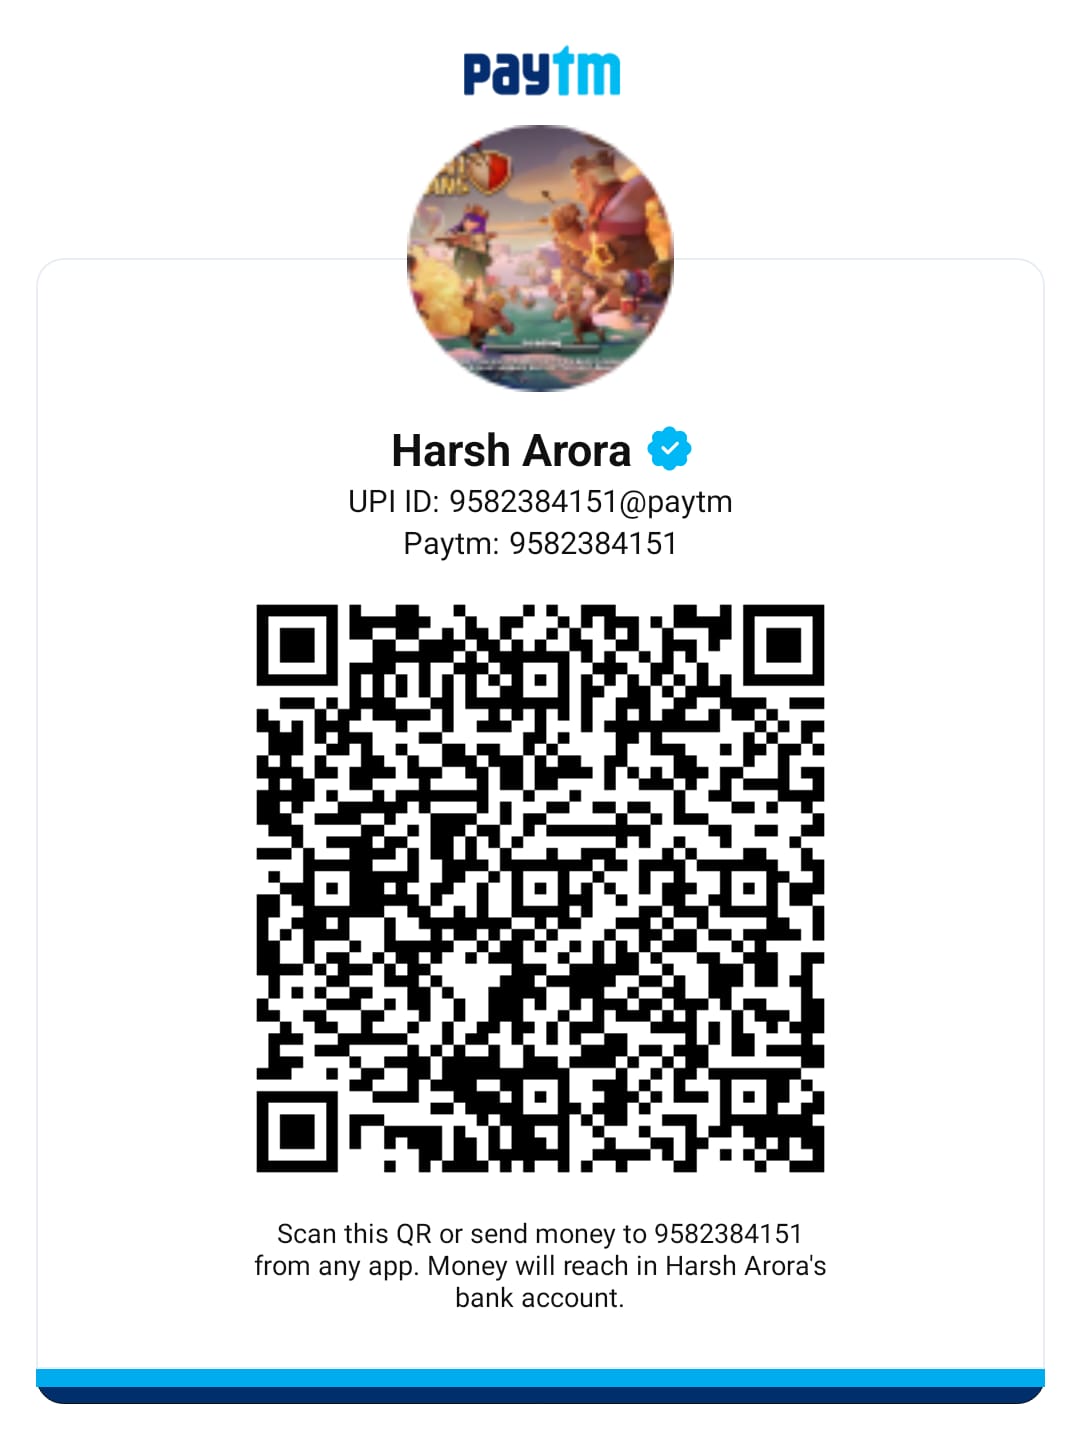 paytm
Harsh Arora
UPI ID: 9582384151@paytm
Paytm: 9582384151
Scan this QR or send money to 9582384151
from any app. Money will reach in Harsh Arora's
bank account.